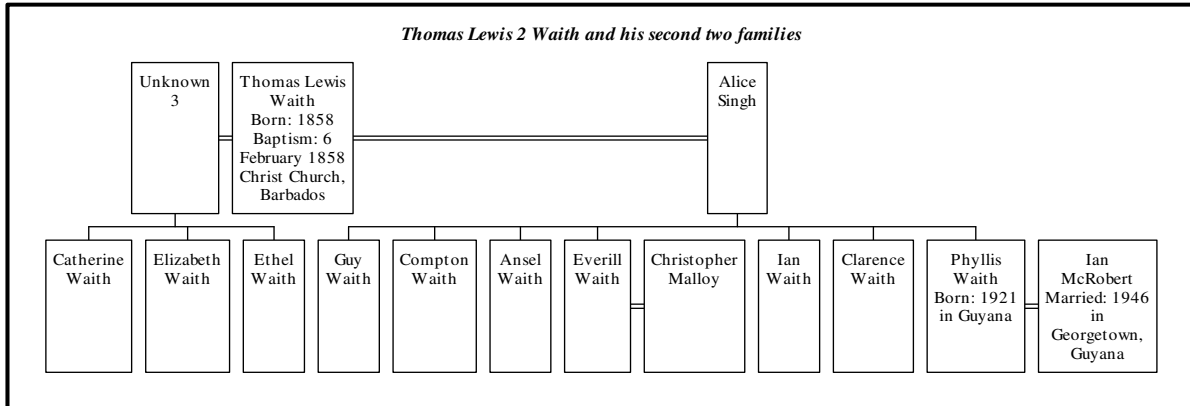 Thomas Lewis 2 Waith and his second two families
Unknown
3
Thomas Lewis
Waith
Born: 1858
Baptism: 6
February 1858
Christ Church,
Barbados
Alice
Singh
Catherine
Waith
Elizabeth
Waith
Ethel
Waith
Guy
Waith
Compton
Waith
Ansel
Waith
Everill
Waith
Christopher
Malloy
Ian
Waith
Clarence
Waith
Phyllis
Waith
Born: 1921
in Guyana
Ian
McRobert
Married: 1946
in
Georgetown,
Guyana